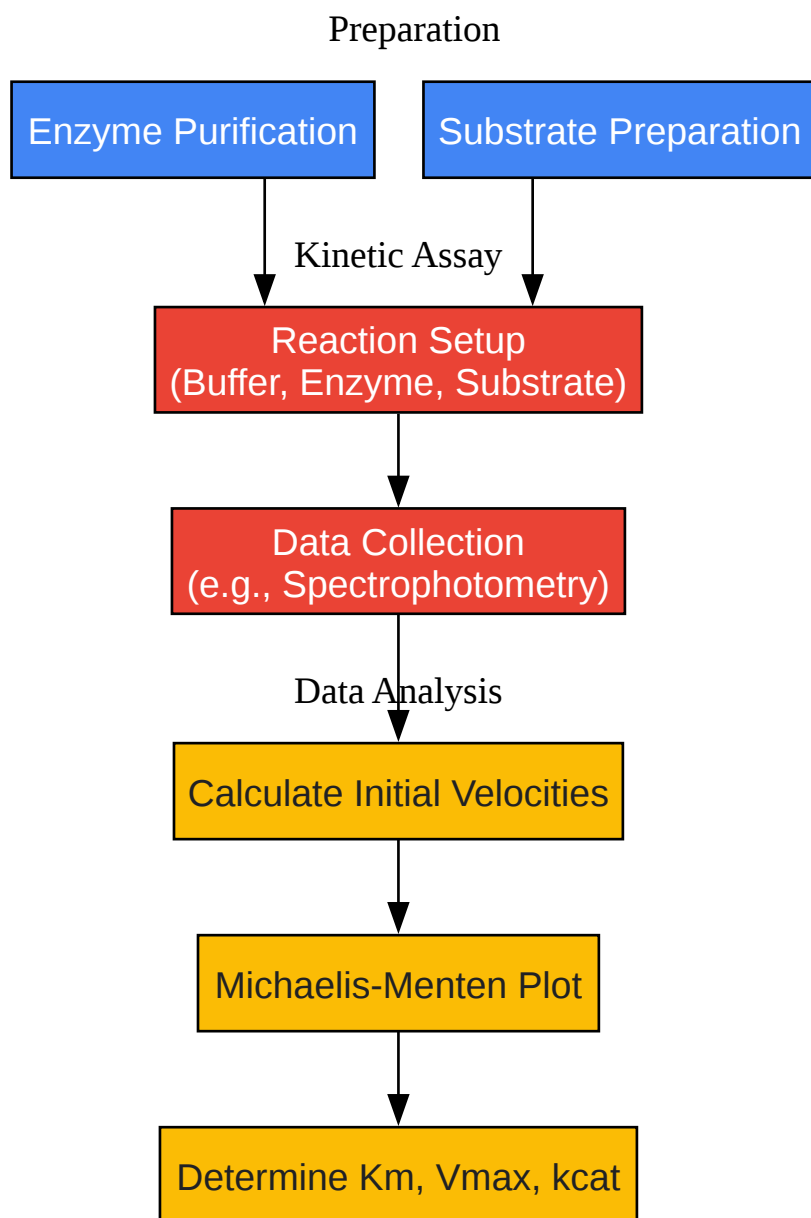 Preparation
Enzyme Purification
Substrate Preparation
Kinetic Assay
Reaction Setup
(Buffer, Enzyme, Substrate)
Data Collection
(e.g., Spectrophotometry)
Data Analysis
Calculate Initial Velocities
Michaelis-Menten Plot
Determine Km, Vmax, kcat